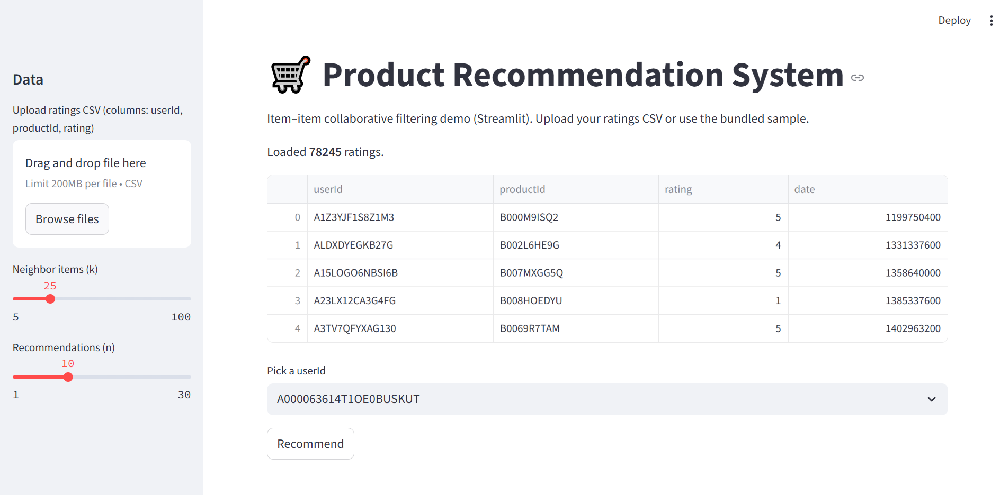 Deploy
Data
Upload ratings CSV (columns: userId,
productId, rating)
Drag and drop file here
Limit 200MB per file • CSV
Browse files
Neighbor items (k)
25
5 100
Recommendations (n)
10
1 30
Product Recommendation System
Item–item collaborative filtering demo (Streamlit). Upload your ratings CSV or use the bundled sample.
Loaded 78245 ratings.
userId productId rating date
0 A1Z3YJF1S8Z1M3 B000M9ISQ2 5 1199750400
1 ALDXDYEGKB27G B002L6HE9G 4 1331337600
2 A15LOGO6NBSI6B B007MXGG5Q 5 1358640000
3 A23LX12CA3G4FG B008HOEDYU 1 1385337600
4 A3TV7QFYXAG130 B0069R7TAM 5 1402963200
Pick a userId
A000063614T1OE0BUSKUT
Recommend